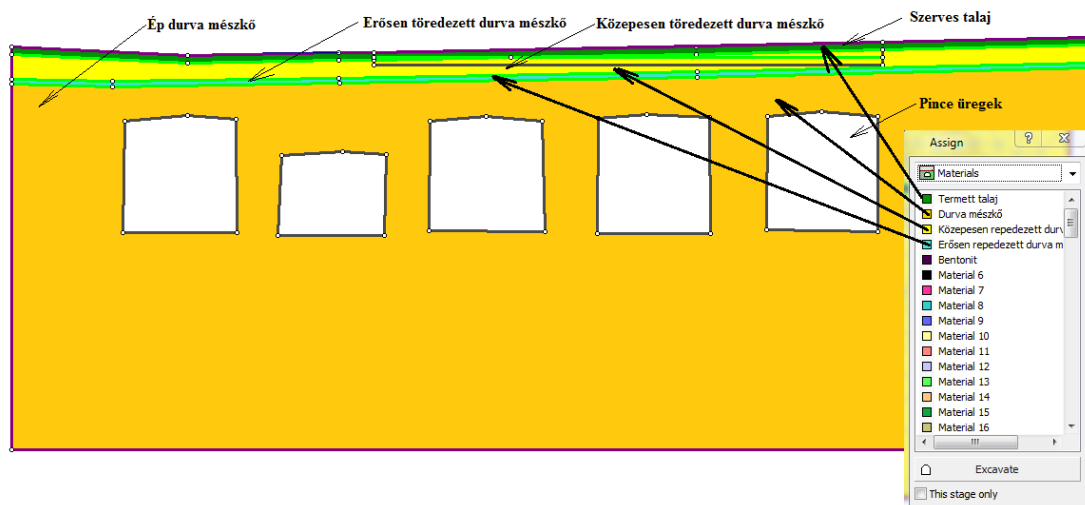 Ép durva mészkő
Erősen töredezett durva mészkő
Közepesen töredezett durva mészkő
Szerves talaj
Pince üregek
Assign
Materials
Termett talaj
Durva mészkő
Közepesen repedezett durv
Erősen repedezett durva m
Bentonit
Material 6
Material 7
Material 8
Material 9
Material 10
Material 11
Material 12
Material 13
Material 14
Material 15
Material 16
Excavate
This stage only